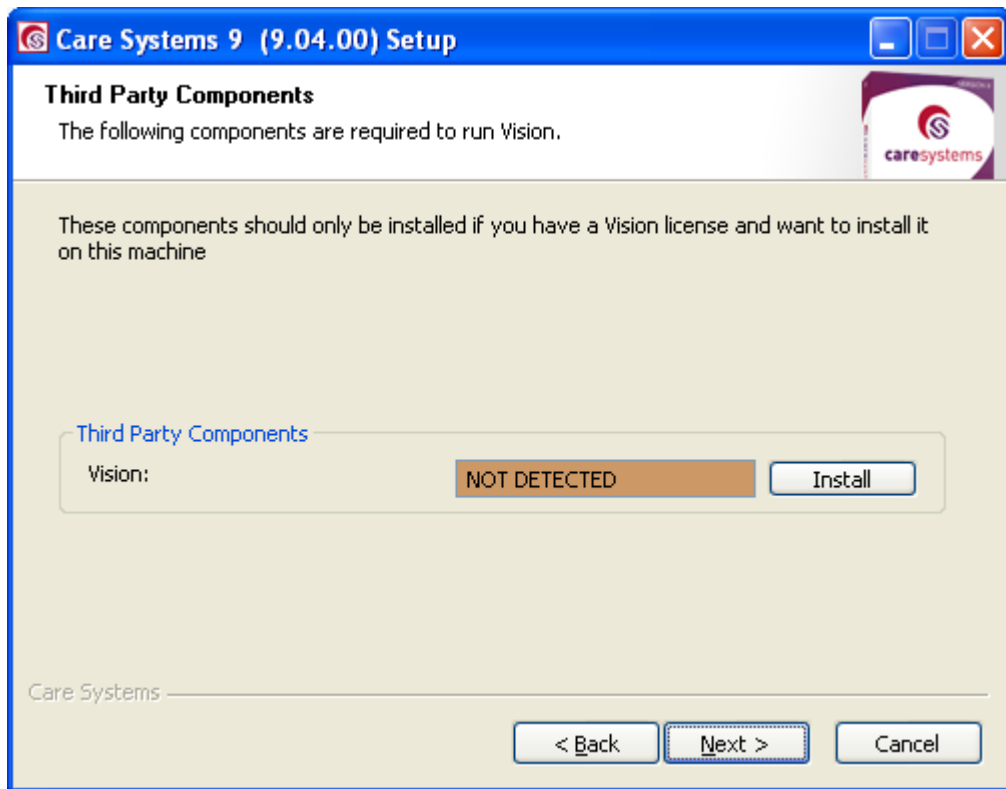 Care Systems 9 (9.04.00) Setup
Third Party Components
The following components are required to run Vision.
caresystems
These components should only be installed if you have a Vision license and want to install it
on this machine
Third Party Components
Vision:
NOT DETECTED
Install
Care Systems
< Back
Next >
Cancel